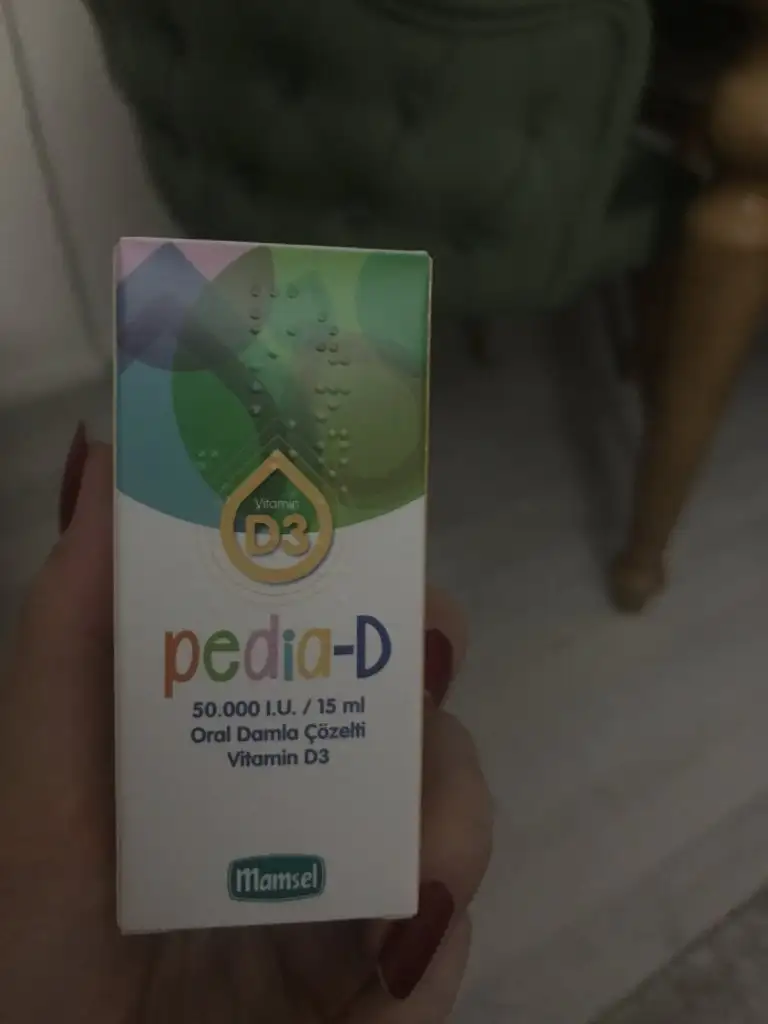 Vitamin
D3
pedia-D
50.000 I.U. / 15 ml
Oral Damla Çözelti
Vitamin D3
Mamsel